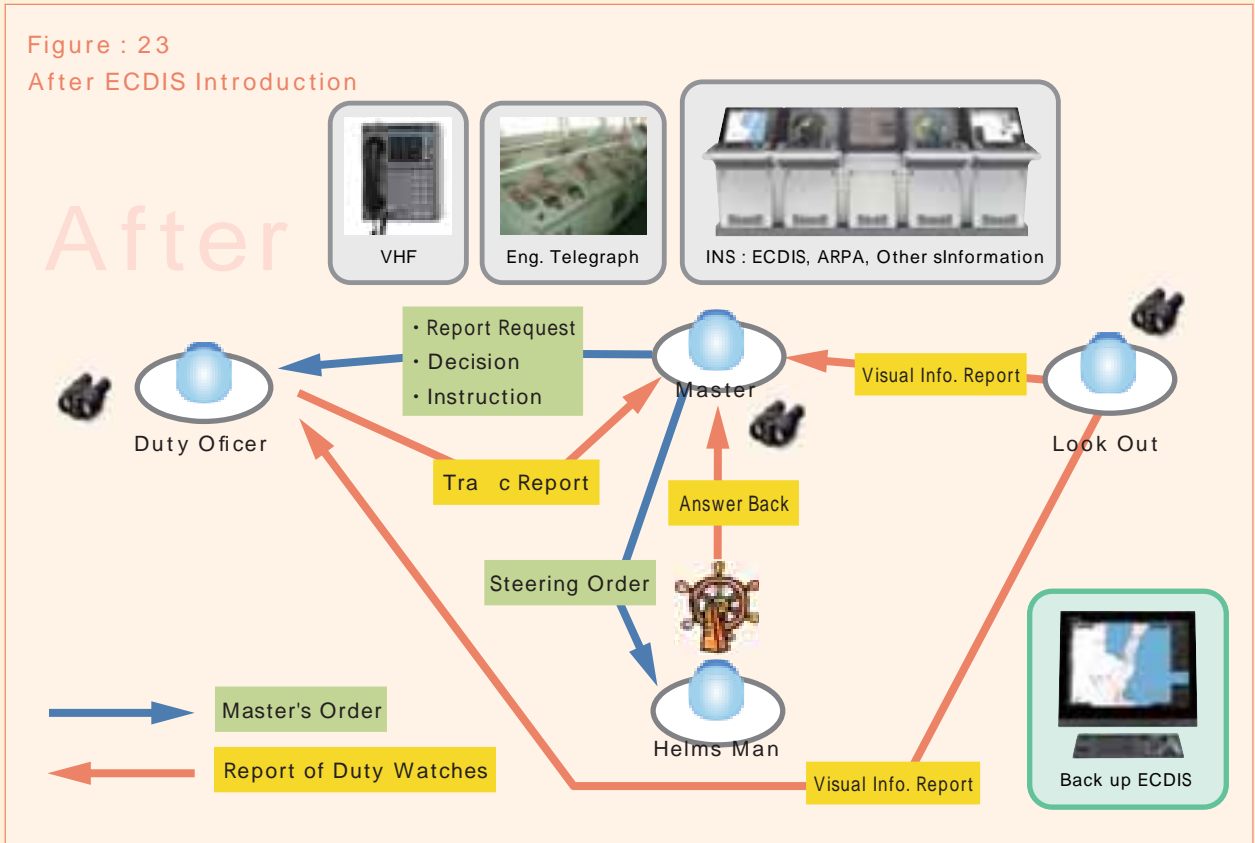 Figure : 23
After ECDIS Introduction
After
VHF
Eng. Telegraph
INS : ECDIS, ARPA, Other sInformation
・Report Request
・Decision
・Instruction
Master
Visual Info. Report
Duty Oficer
Look Out
Tra c Report
Answer Back
Steering Order
Helms Man
Master's Order
Report of Duty Watches
Visual Info. Report
Back up ECDIS